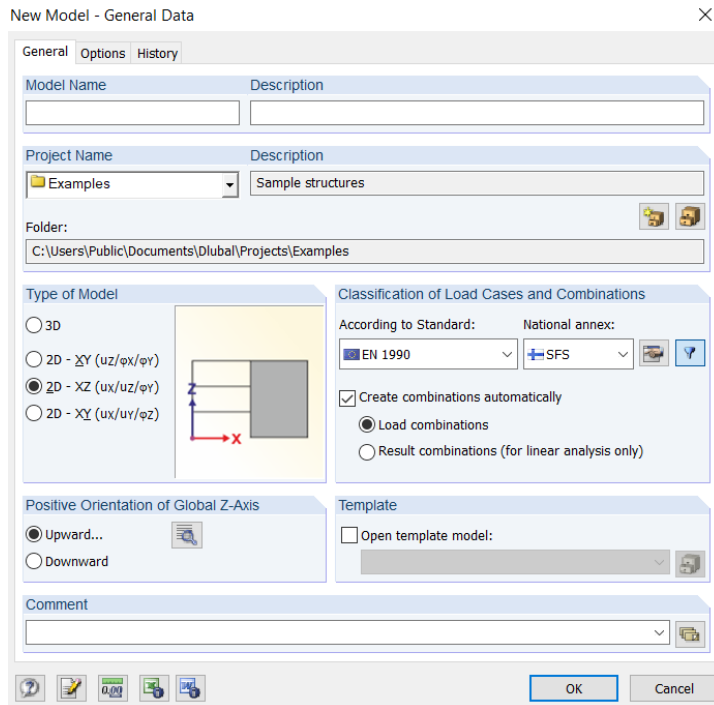 New Model - General Data
General Options History
Model Name Description
Project Name Description
Examples Sample structures
Folder:
C:\Users\Public\Documents\Dlubal\Projects\Examples
Type of Model
3D
2D - XY (uZ/φX/φY)
2D - XZ (uX/uZ/φY)
2D - XY (uX/uY/φZ)
Z
X
Classification of Load Cases and Combinations
According to Standard: National annex:
EN 1990 SFS
Create combinations automatically
Load combinations
Result combinations (for linear analysis only)
Positive Orientation of Global Z-Axis
Upward...
Downward
Template
Open template model:
Comment
0,00
OK Cancel